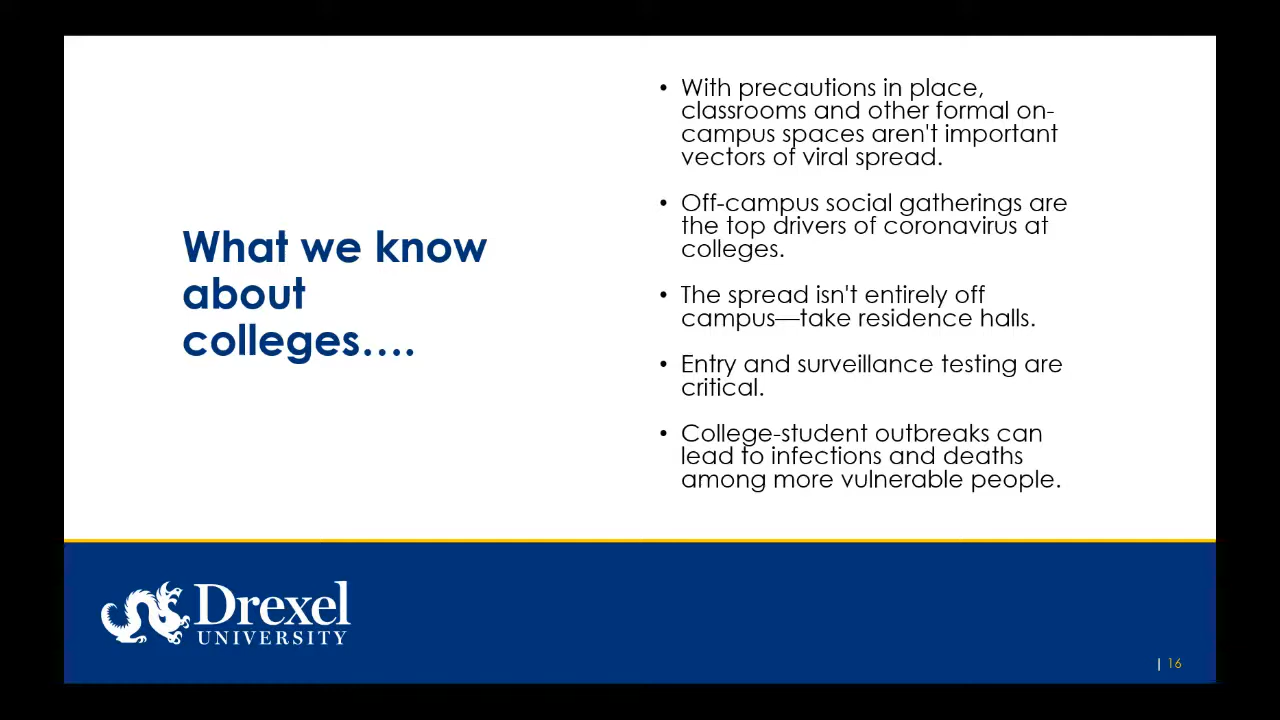 What we know
about
colleges....
• With precautions in place,
classrooms and other formal on-
campus spaces aren't important
vectors of viral spread.
• Off-campus social gatherings are
the top drivers of coronavirus at
colleges.
• The spread isn't entirely off
campus—take residence halls.
• Entry and surveillance testing are
critical.
• College-student outbreaks can
lead to infections and deaths
among more vulnerable people.
Drexel
UNIVERSITY
| 16